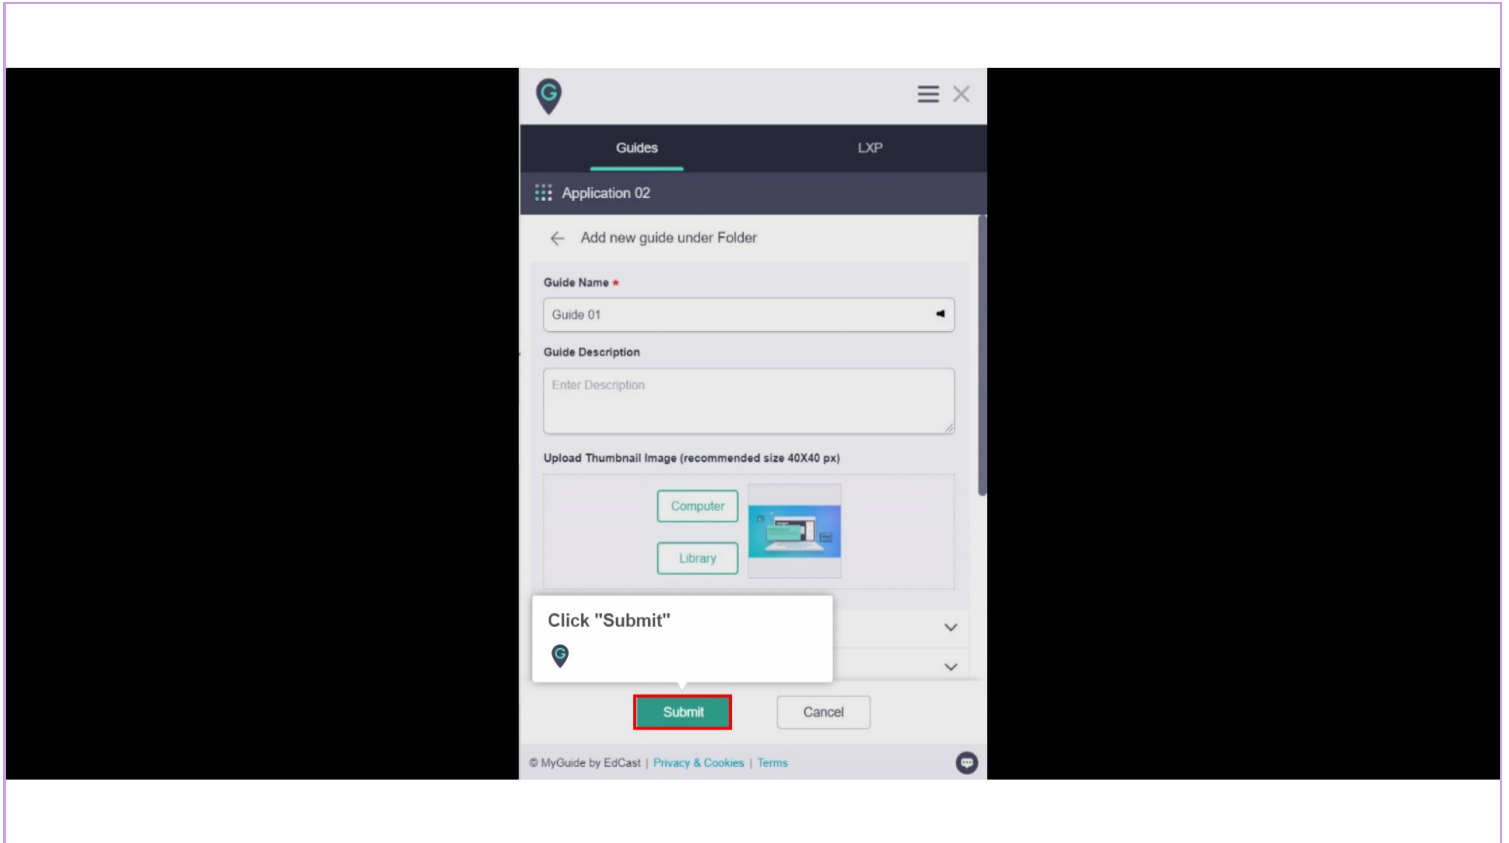 G
Guides
LXP
Application 02
Add new guide under Folder
Guide Name *
Guide 01
Guide Description
Enter Description
Upload Thumbnail Image (recommended size 40X40 px)
Computer
Library
Click "Submit"
G
Submit
Cancel
© MyGuide by EdCast | Privacy & Cookies | Terms